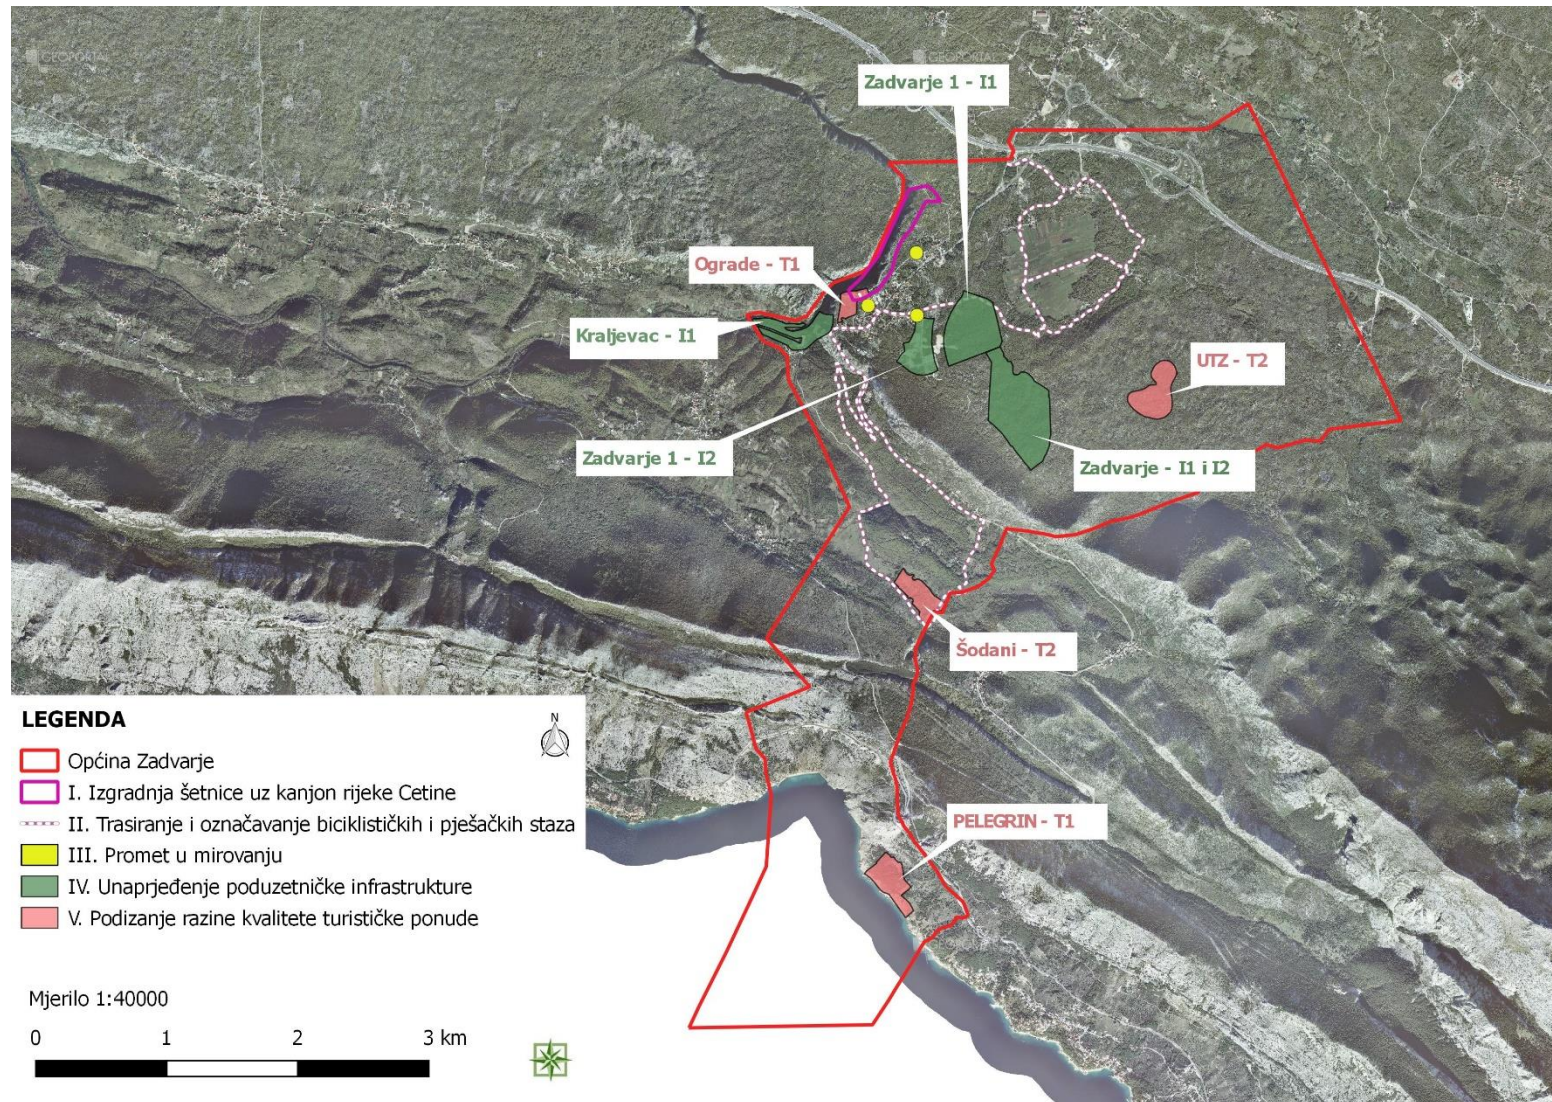 Zadvarje 1 - I1
Ograde - T1
Kraljevac - I1
UTZ - T2
Zadvarje 1 - I2
Zadvarje - I1 i I2
Šodani - T2
PELEGRIN - T1
LEGENDA
N
Općina Zadvarje
I. Izgradnja šetnice uz kanjon rijeke Cetine
II. Trasiranje i označavanje biciklističkih i pješačkih staza
III. Promet u mirovanju
IV. Unaprjeđenje poduzetničke infrastrukture
V. Podizanje razine kvalitete turističke ponude
Mjerilo 1:40000
0 1 2 3 km